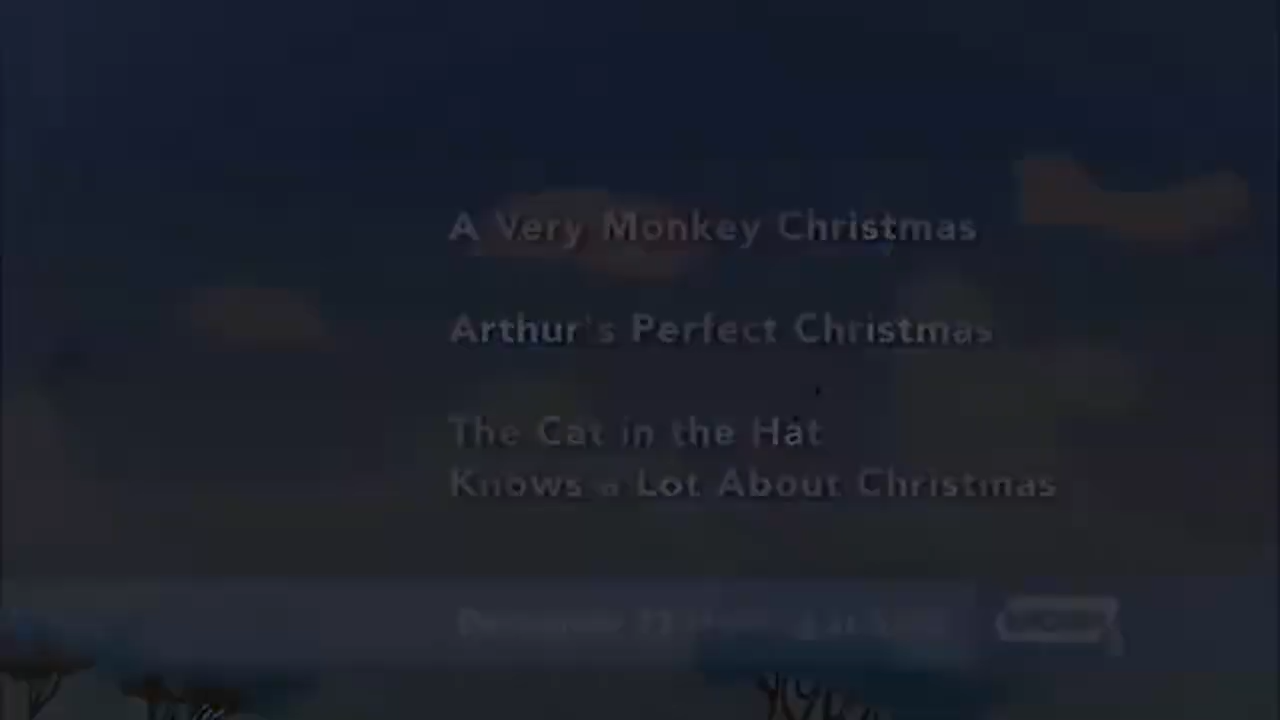 A Very Monkey Christmas
Arthur's Perfect Christmas
The Cat in the Hat
Knows a Lot About Christmas